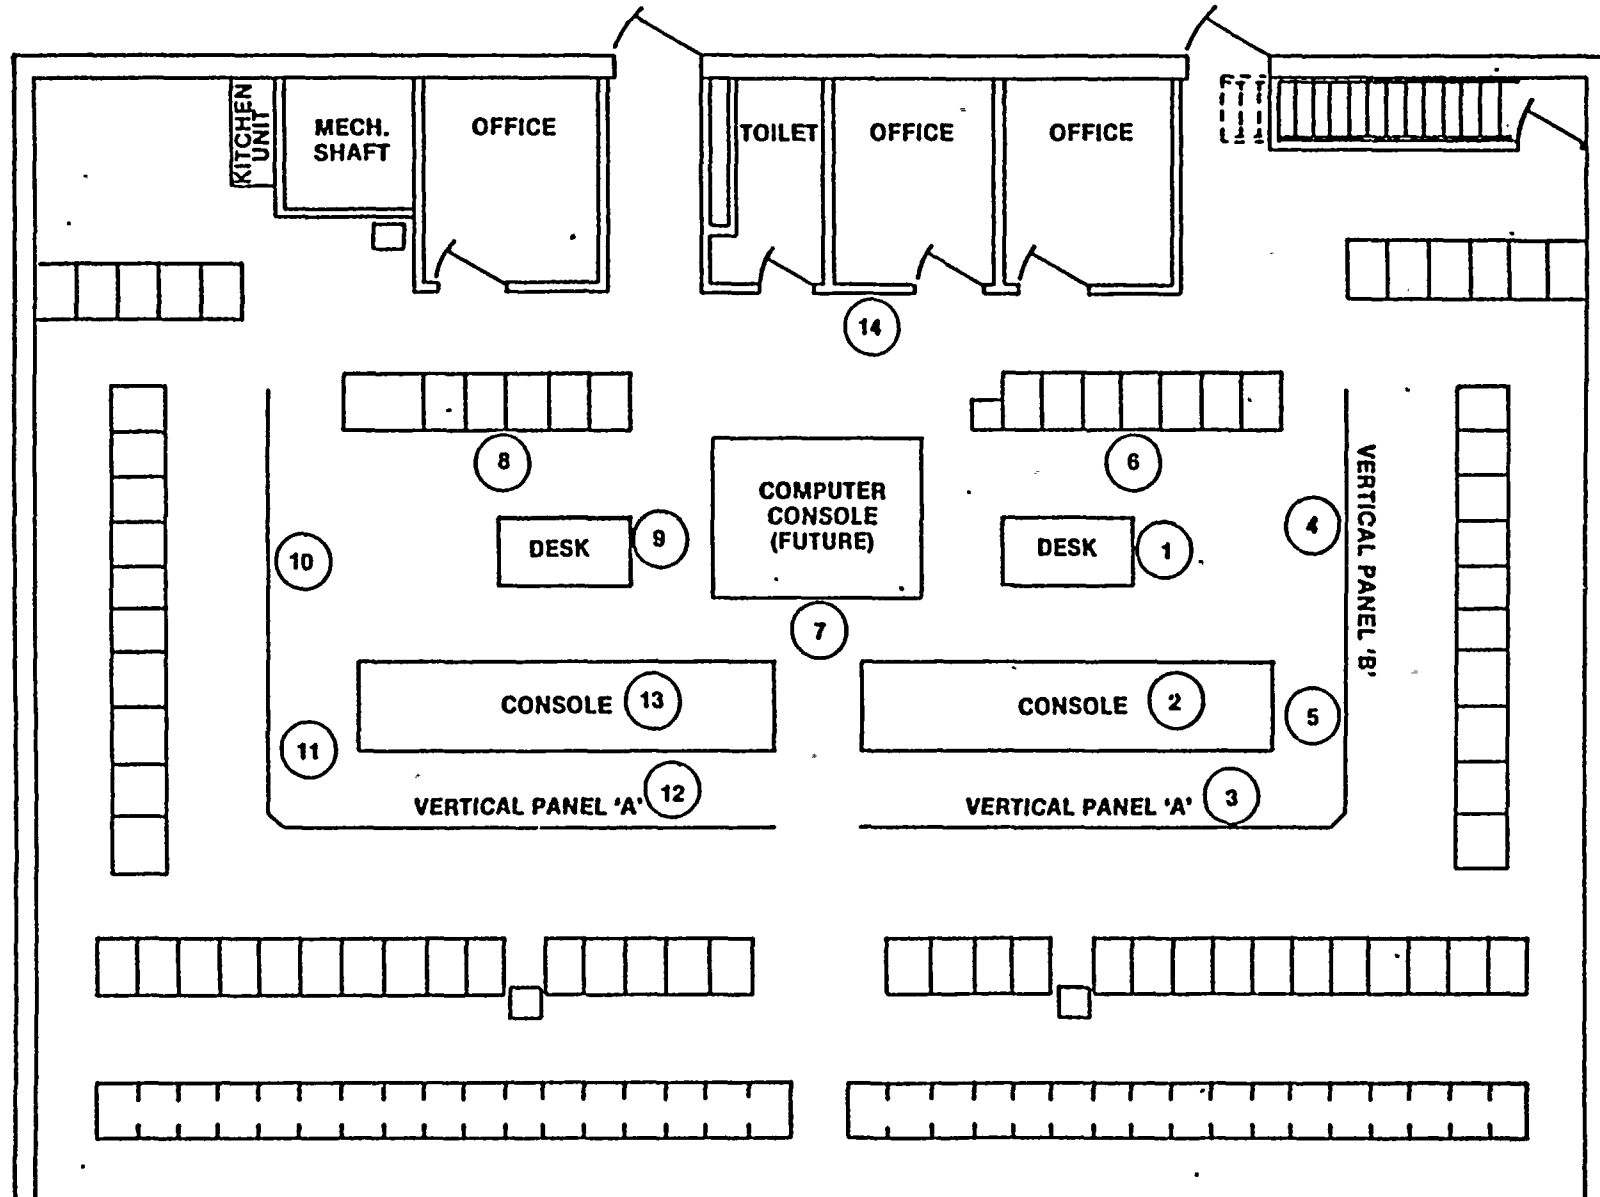 KITCHEN
UNIT
MECH.
SHAFT
OFFICE
TOILET
OFFICE
OFFICE
14
8
6
COMPUTER
CONSOLE
(FUTURE)
VERTICAL PANEL 'B'
4
10
DESK
9
DESK
1
7
CONSOLE
13
CONSOLE
2
5
11
VERTICAL PANEL 'A'
12
VERTICAL PANEL 'A'
3